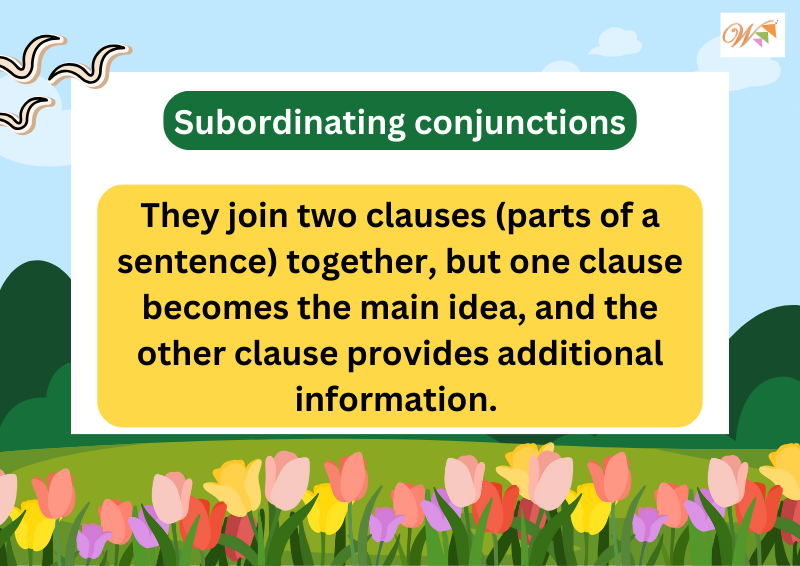 W
Subordinating conjunctions
They join two clauses (parts of a
sentence) together, but one clause
becomes the main idea, and the
other clause provides additional
information.